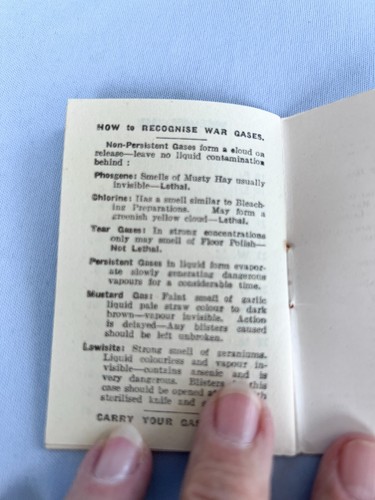 HOW to RECOGNISE WAR GASES.
Non-Persistent Gases form a cloud on
release—leave no liquid contamination
behind :
Phosgene: Smells of Musty Hay usually
invisible—Lethal.
Chlorine: Has a smell similar to Bleach-
ing Preparations. May form a
greenish yellow cloud—Lethal.
Tear Gases: In strong concentrations
only may smell of Floor Polish—
Not Lethal.
Persistent Gases in liquid form evapor-
ate slowly generating dangerous
vapours for a considerable time.
Mustard Gas: Faint smell of garlic
liquid pale straw colour to dark
brown—vapour invisible. Action
is delayed—Any blisters caused
should be left unbroken.
Lewisite: Strong smell of geraniums.
Liquid colourless and vapour in-
visible—contains arsenic and is
very dangerous. Blisters in this
case should be opened with
sterilised knife and
CARRY YOUR GAS